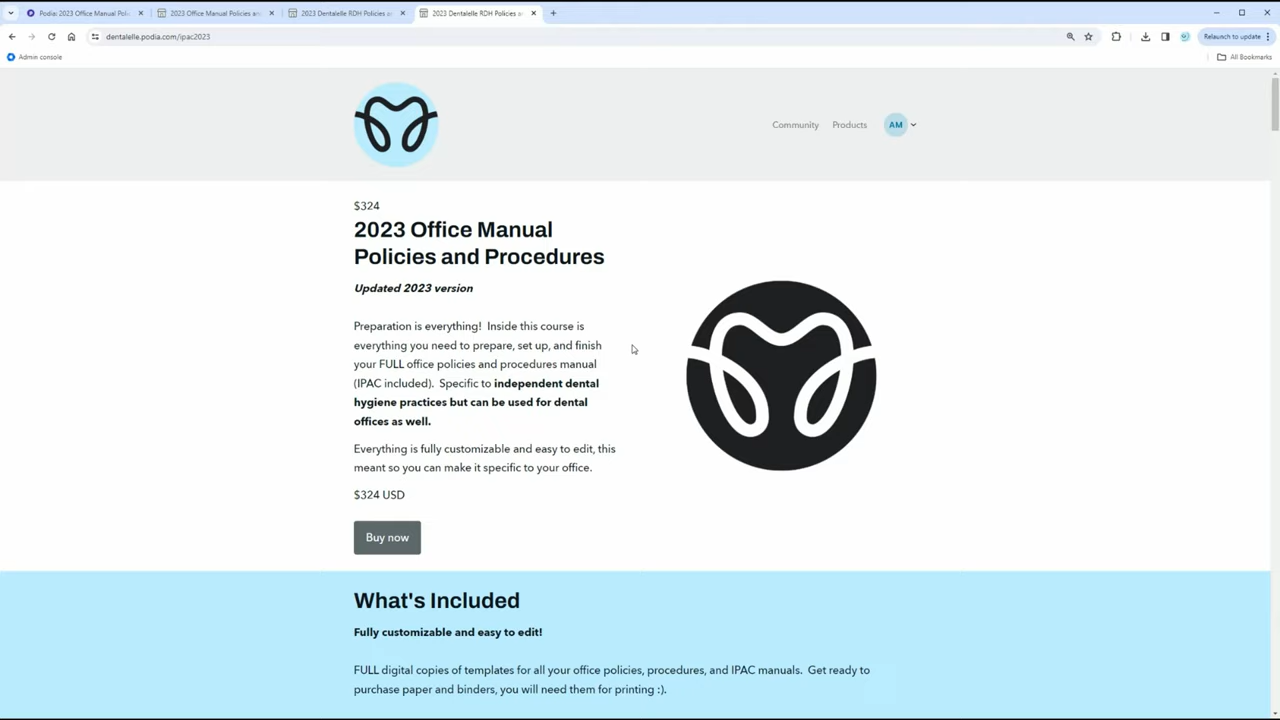 Podia: 2023 Office Manual Poli
2023 Office Manual Policies and
2023 Dentalelle RDH Policies a
2023 Dentalelle RDH Policies a
dentalelle.podia.com/ipac2023
Relaunch to update
Admin console
All Bookmarks
Community
Products
AM
$324
2023 Office Manual
Policies and Procedures
Updated 2023 version
Preparation is everything! Inside this course is
everything you need to prepare, set up, and finish
your FULL office policies and procedures manual
(IPAC included). Specific to independent dental
hygiene practices but can be used for dental
offices as well.
Everything is fully customizable and easy to edit, this
meant so you can make it specific to your office.
$324 USD
Buy now
What's Included
Fully customizable and easy to edit!
FULL digital copies of templates for all your office policies, procedures, and IPAC manuals. Get ready to
purchase paper and binders, you will need them for printing :).